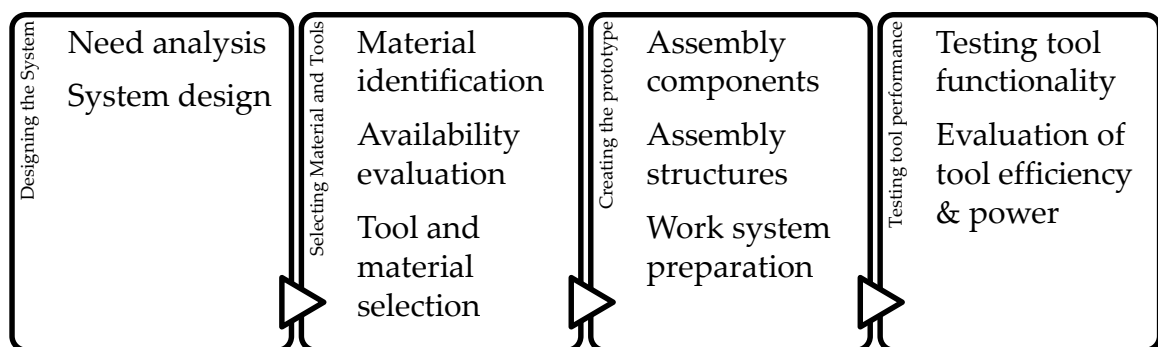 Designing the System
Need analysis
System design
Selecting Material and Tools
Material
identification
Availability
evaluation
Tool and
material
selection
Creating the prototype
Assembly
components
Assembly
structures
Work system
preparation
Testing tool performance
Testing tool
functionality
Evaluation of
tool efficiency
& power